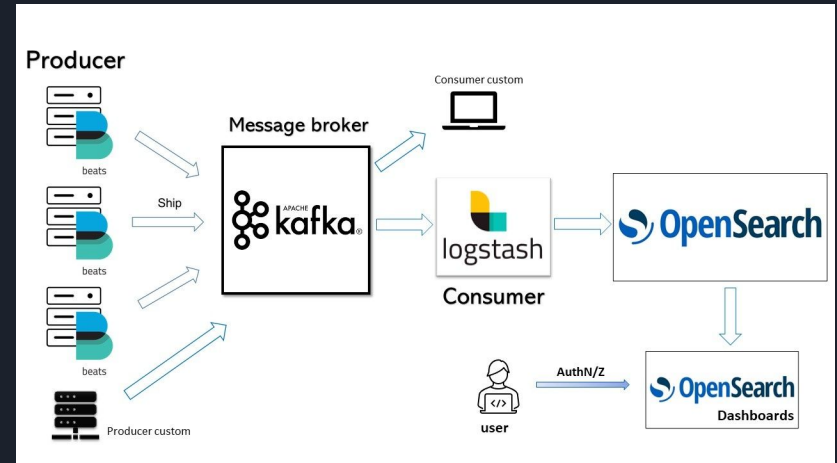 Producer
beats
Ship
beats
beats
Producer custom
Message broker
APACHE
kafka®
Consumer custom
logstash
Consumer
OpenSearch
AuthN/Z
user
OpenSearch
Dashboards